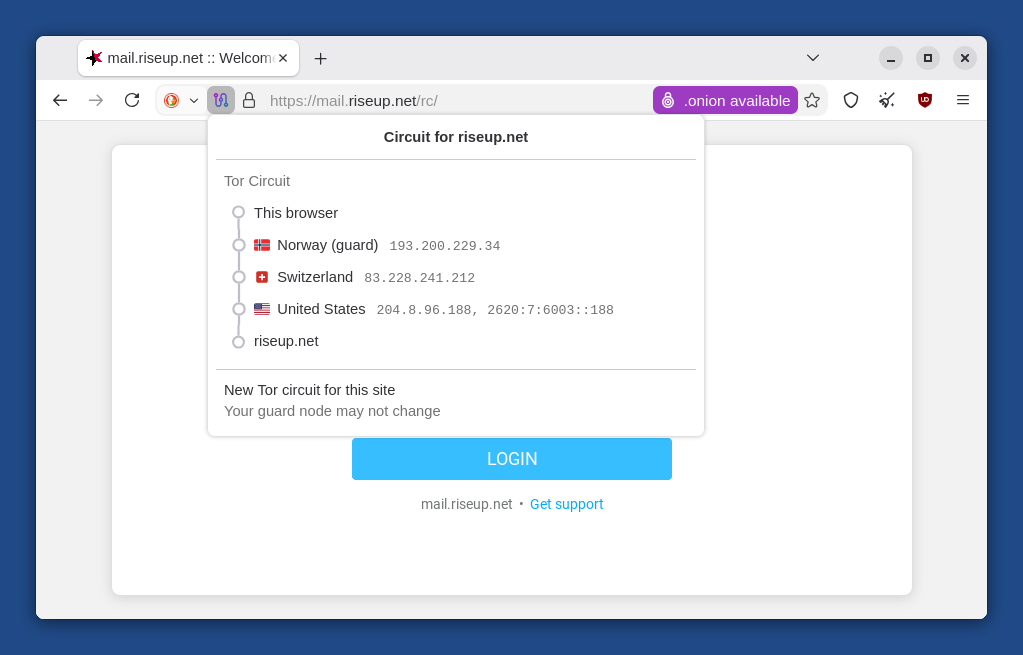 mail.riseup.net :: Welcome
https://mail.riseup.net/rc/
.onion available
Circuit for riseup.net
Tor Circuit
This browser
Norway (guard) 193.200.229.34
Switzerland 83.228.241.212
United States 204.8.96.188, 2620:7:6003::188
riseup.net
New Tor circuit for this site
Your guard node may not change
LOGIN
mail.riseup.net • Get support